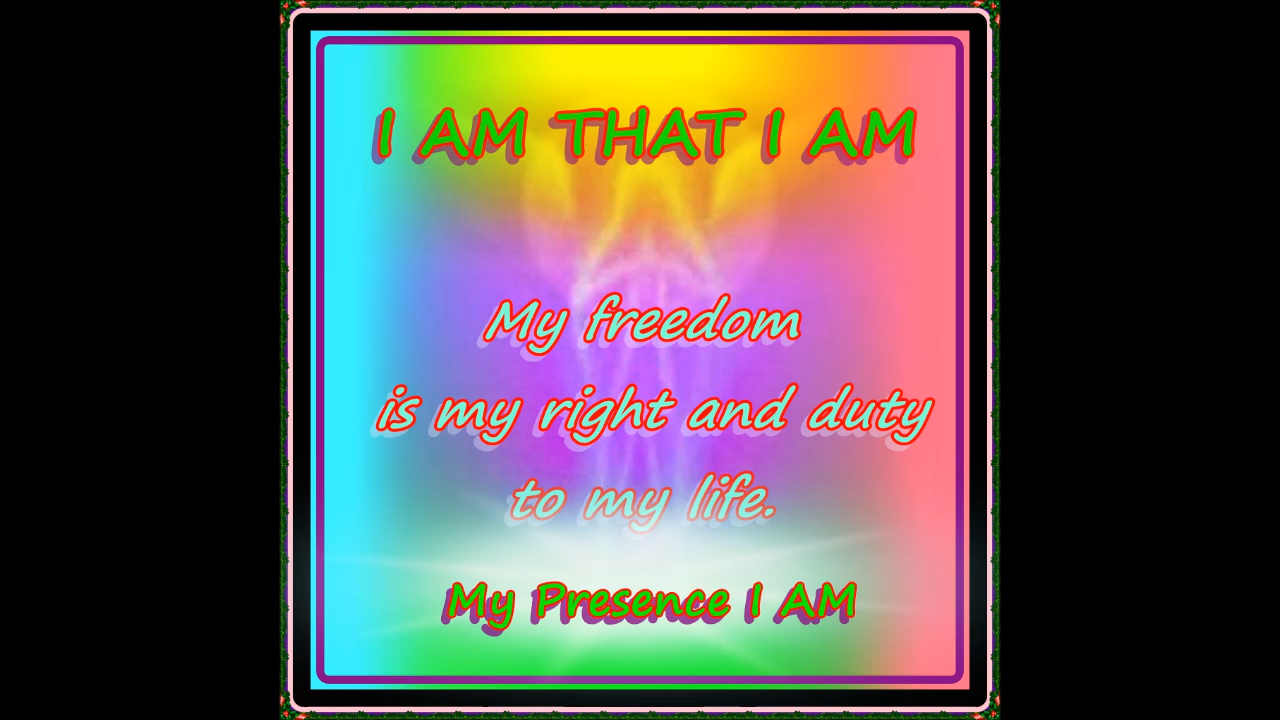 I AM THAT I AM
My freedom
is my right and duty
to my life.
My Presence I AM